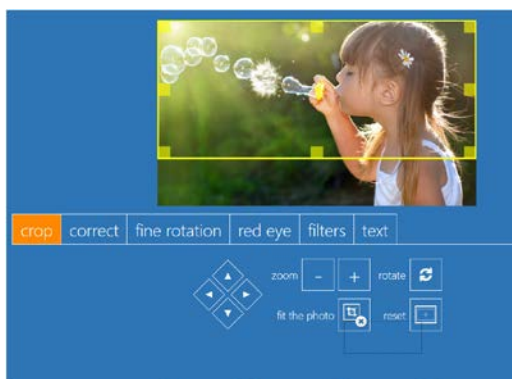 crop correct fine rotation red eye filters text
zoom - + rotate
fit the photo reset